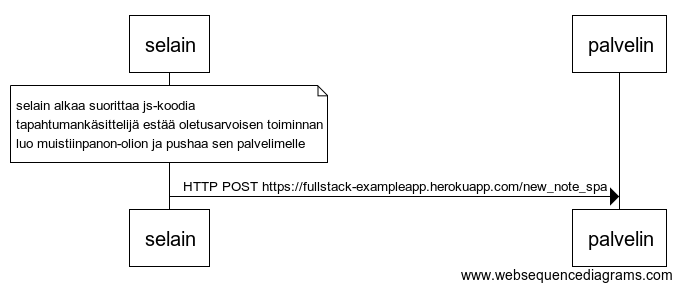 selain
palvelin
selain alkaa suorittaa js-koodia
tapahtumankäsittelijä estää oletusarvoisen toiminnan
luo muistiinpanon-olion ja pushaa sen palvelimelle
HTTP POST https://fullstack-exampleapp.herokuapp.com/new_note_spa
selain
palvelin
www.websequencediagrams.com